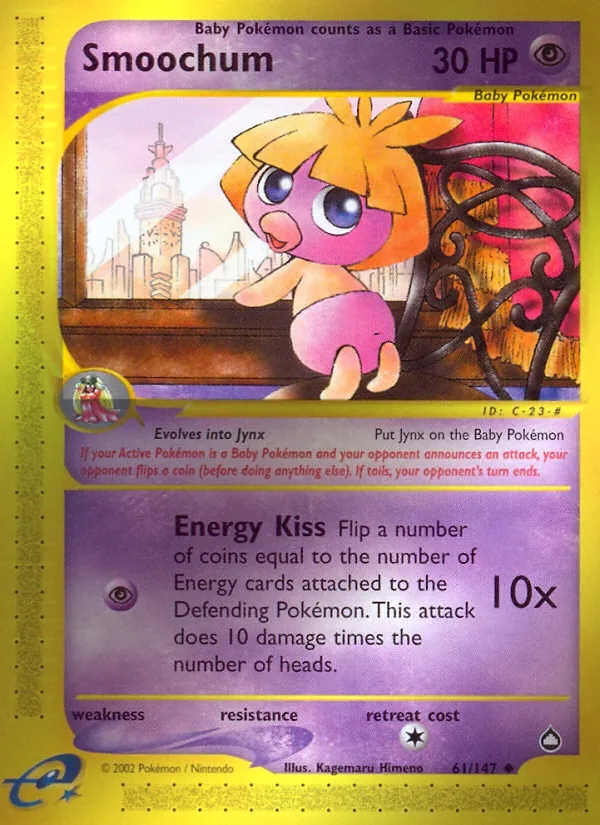 Baby Pokémon counts as a Basic Pokémon
Smoochum 30 HP
Baby Pokémon
ID: C-23-#
Evolves into Jynx Put Jynx on the Baby Pokémon
If your Active Pokémon is a Baby Pokémon and your opponent announces an attack, your
opponent flips a coin (before doing anything else). If tails, your opponent's turn ends.
Energy Kiss Flip a number
of coins equal to the number of
Energy cards attached to the
Defending Pokémon. This attack
does 10 damage times the
number of heads.
10x
weakness resistance retreat cost
© 2002 Pokémon / Nintendo Illus. Kagemaru Himeno 61/147 ◆
e